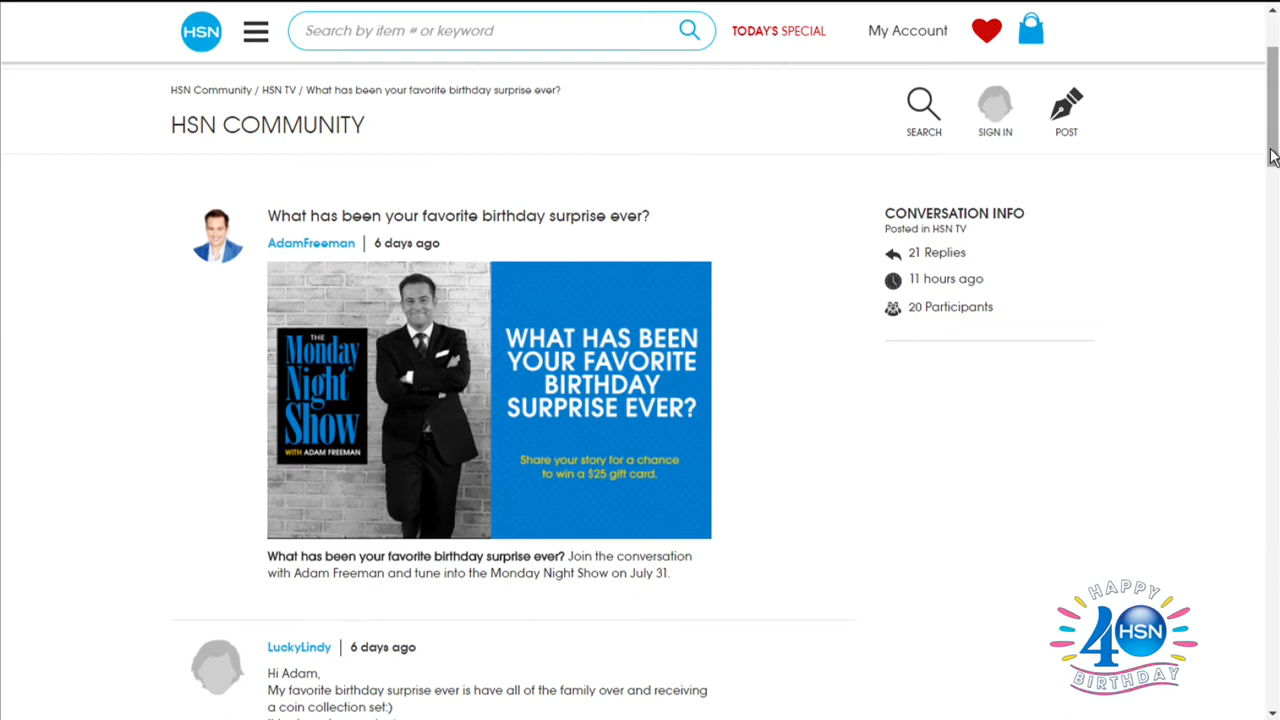 HSN
Search by item # or keyword
TODAY'S SPECIAL
My Account
HSN Community / HSN TV / What has been your favorite birthday surprise ever?
HSN COMMUNITY
SEARCH
SIGN IN
POST
What has been your favorite birthday surprise ever?
AdamFreeman | 6 days ago
THE
Monday
Night
Show
WITH ADAM FREEMAN
WHAT HAS BEEN
YOUR FAVORITE
BIRTHDAY
SURPRISE EVER?
Share your story for a chance
to win a $25 gift card.
What has been your favorite birthday surprise ever? Join the conversation
with Adam Freeman and tune into the Monday Night Show on July 31.
CONVERSATION INFO
Posted in HSN TV
21 Replies
11 hours ago
20 Participants
LuckyLindy | 6 days ago
Hi Adam,
My favorite birthday surprise ever is have all of the family over and receiving
a coin collection set:)
HAPPY
40 HSN
BIRTHDAY